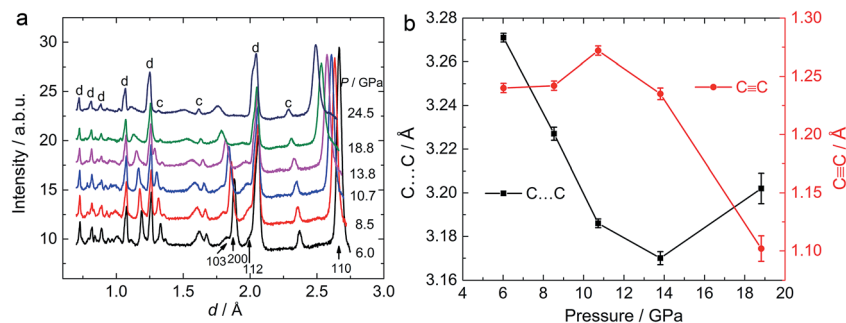 a
30
25
20
15
10
Intensity / a.b.u.
d d d d d
c c d c
P / GPa
24.5
18.8
13.8
10.7
8.5
6.0
103 200
112
110
1.0 1.5 2.0 2.5 3.0
d / Å
b
3.28
3.26
3.24
3.22
3.20
3.18
3.16
C…C / Å
C≡C
C…C
1.30
1.25
1.20
1.15
1.10
C≡C / Å
4 6 8 10 12 14 16 18 20
Pressure / GPa